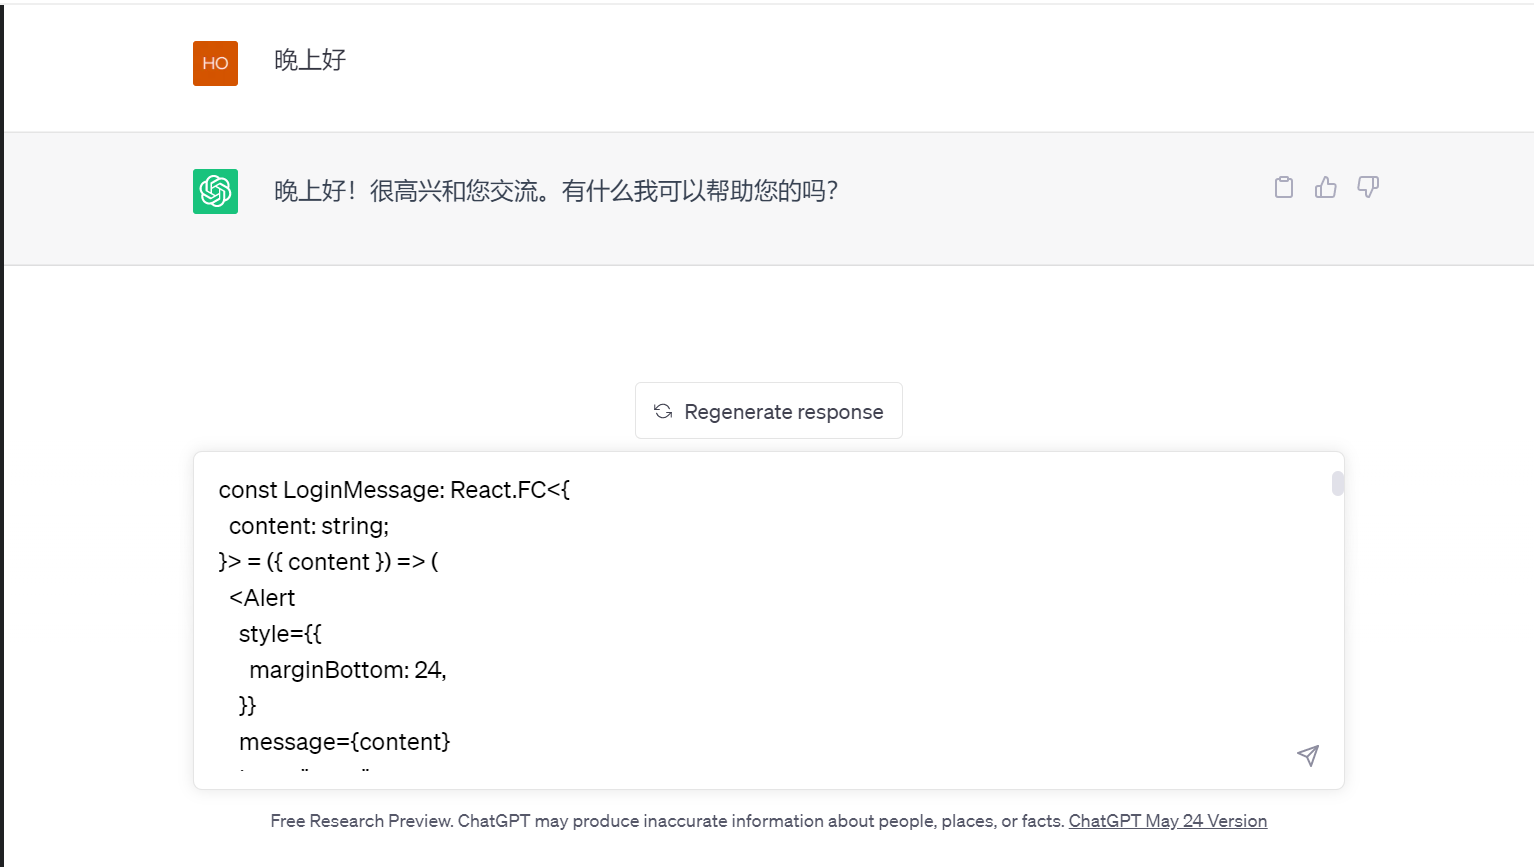 HO
晚上好
晚上好！很高兴和您交流。有什么我可以帮助您的吗？
Regenerate response
const LoginMessage: React.FC<{
  content: string;
}> = ({ content }) => (
  <Alert
    style={{
      marginBottom: 24,
    }}
    message={content}
Free Research Preview. ChatGPT may produce inaccurate information about people, places, or facts. ChatGPT May 24 Version